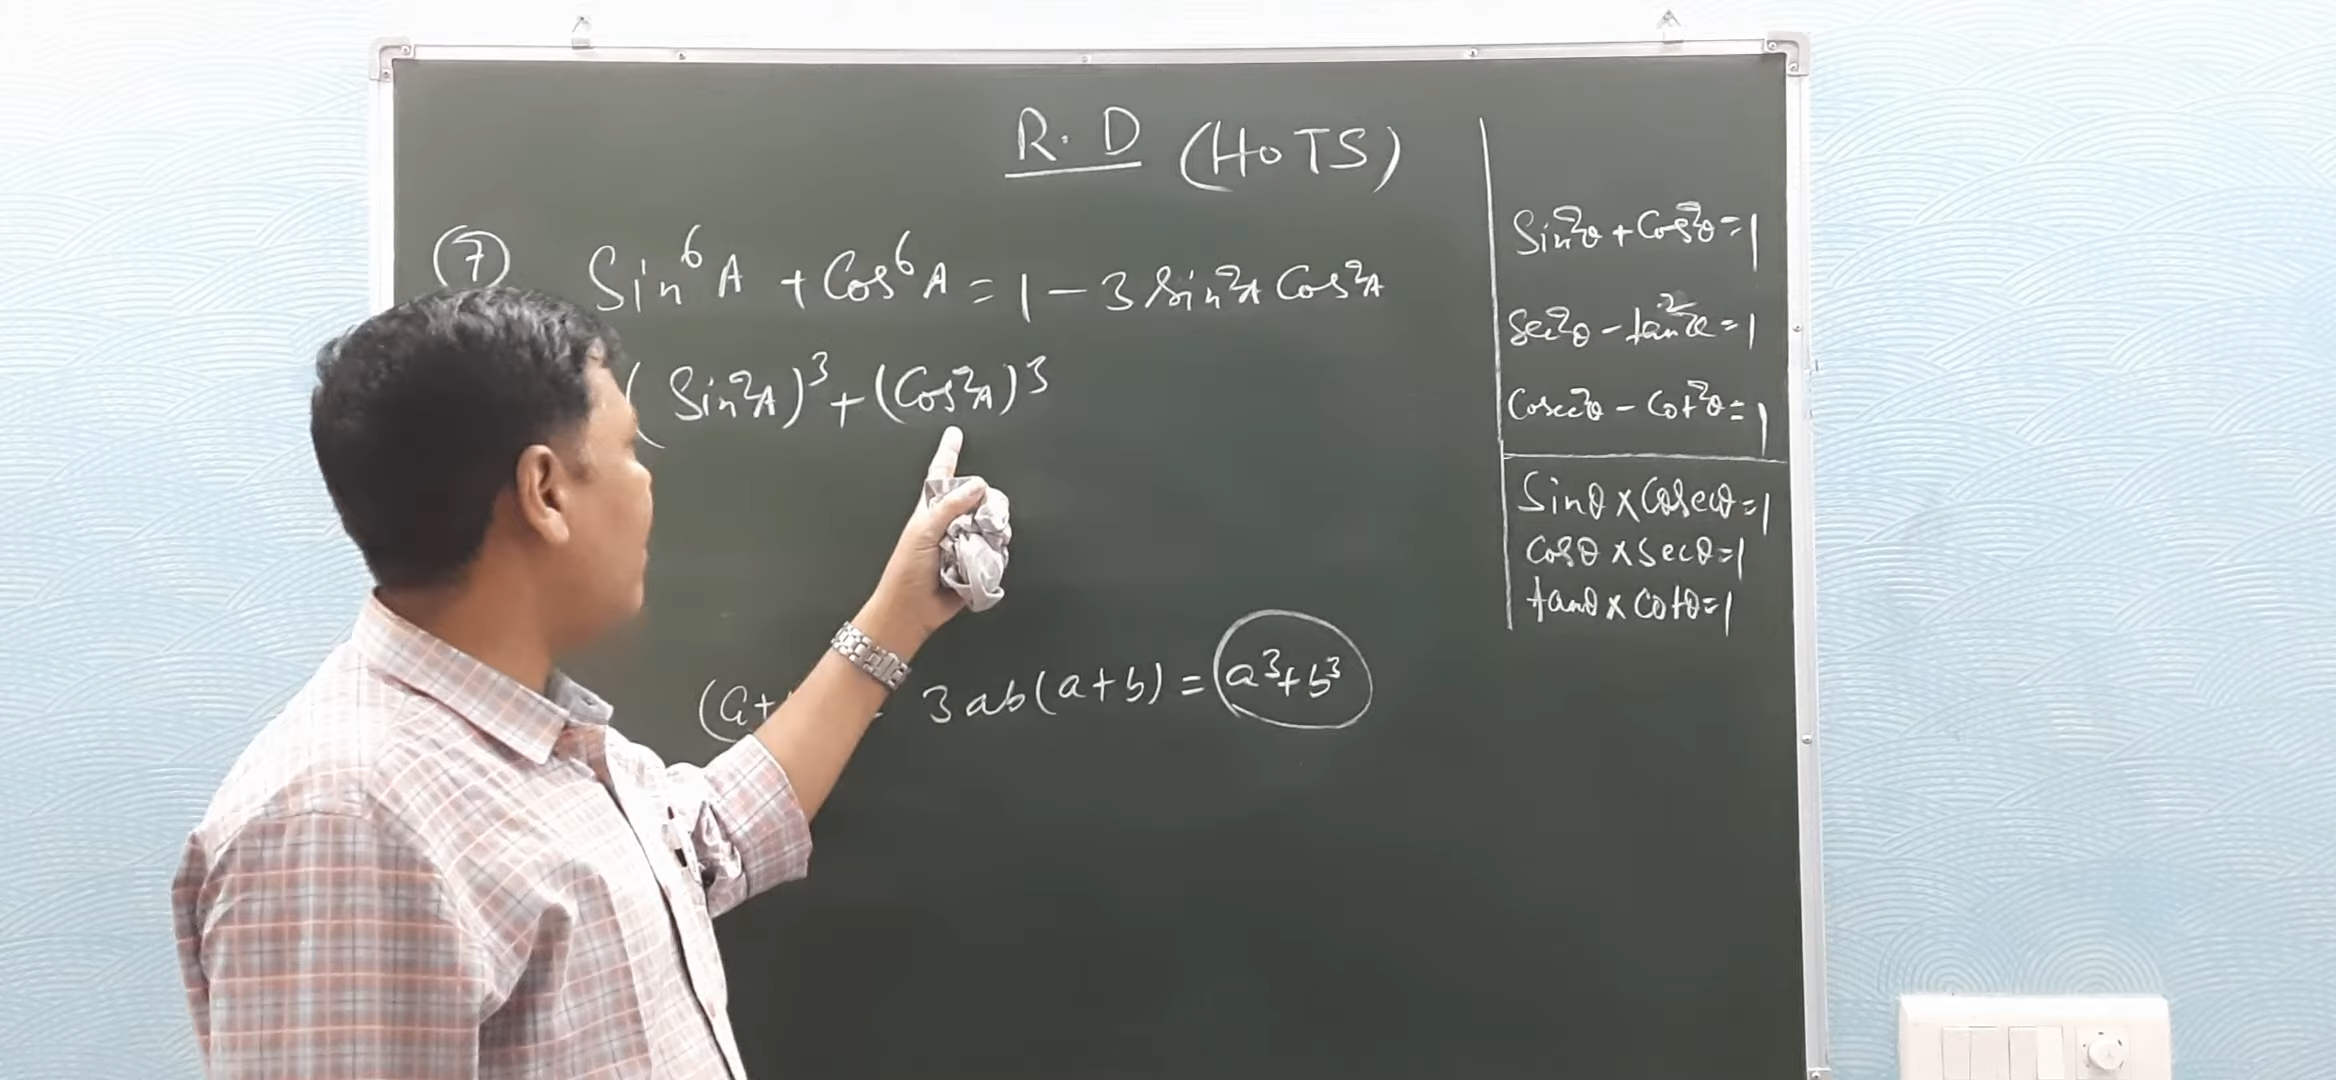 R.D (HOTS)
⑦ Sin⁶A + Cos⁶A = 1 - 3 Sin²A Cos²A
(Sin²A)³ + (Cos²A)³
(a+ 3ab(a+b) = a³+b³
Sin²θ + Cos²θ = 1
Sec²θ - tan²θ = 1
Cosec²θ - Cot²θ = 1
Sinθ × Cosecθ = 1
Cosθ × Secθ = 1
tanθ × Cotθ = 1